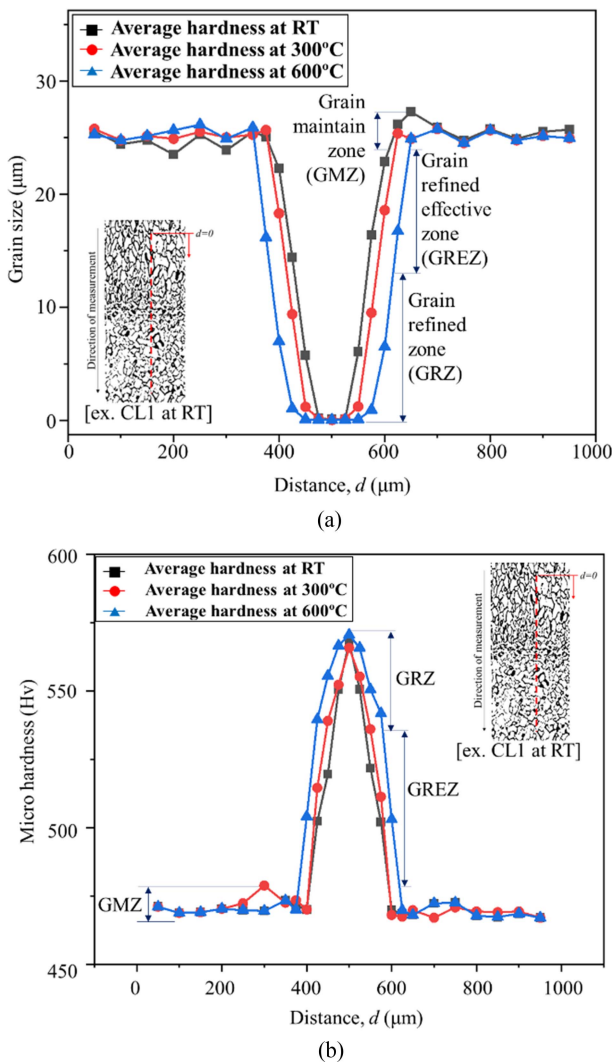 Average hardness at RT
Average hardness at 300ºC
Average hardness at 600ºC
30
20
10
0
Grain size (μm)
Grain
maintain
zone
(GMZ)
Grain
refined
effective
zone
(GREZ)
Grain
refined
zone
(GRZ)
Direction of measurement
d=0
[ex. CL1 at RT]
0
200
400
600
800
1000
Distance, d (μm)
(a)
600
550
500
450
Micro hardness (Hv)
Average hardness at RT
Average hardness at 300ºC
Average hardness at 600ºC
GRZ
GREZ
GMZ
Direction of measurement
d=0
[ex. CL1 at RT]
0
200
400
600
800
1000
Distance, d (μm)
(b)